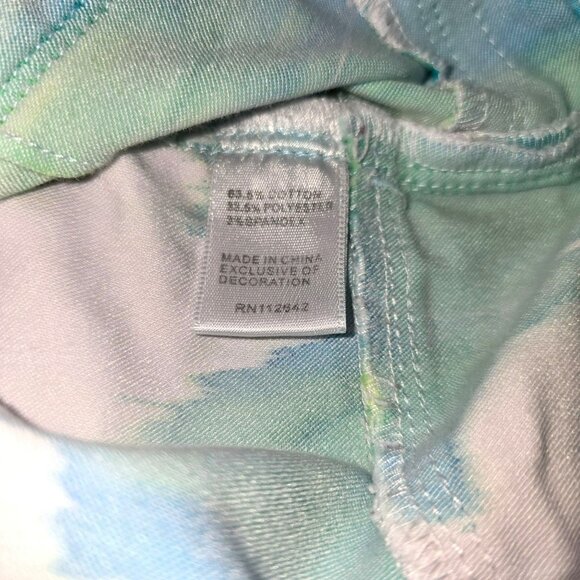 63.5% COTTON
33.5% POLYESTER
3% SPANDEX
MADE IN CHINA
EXCLUSIVE OF
DECORATION
RN112642